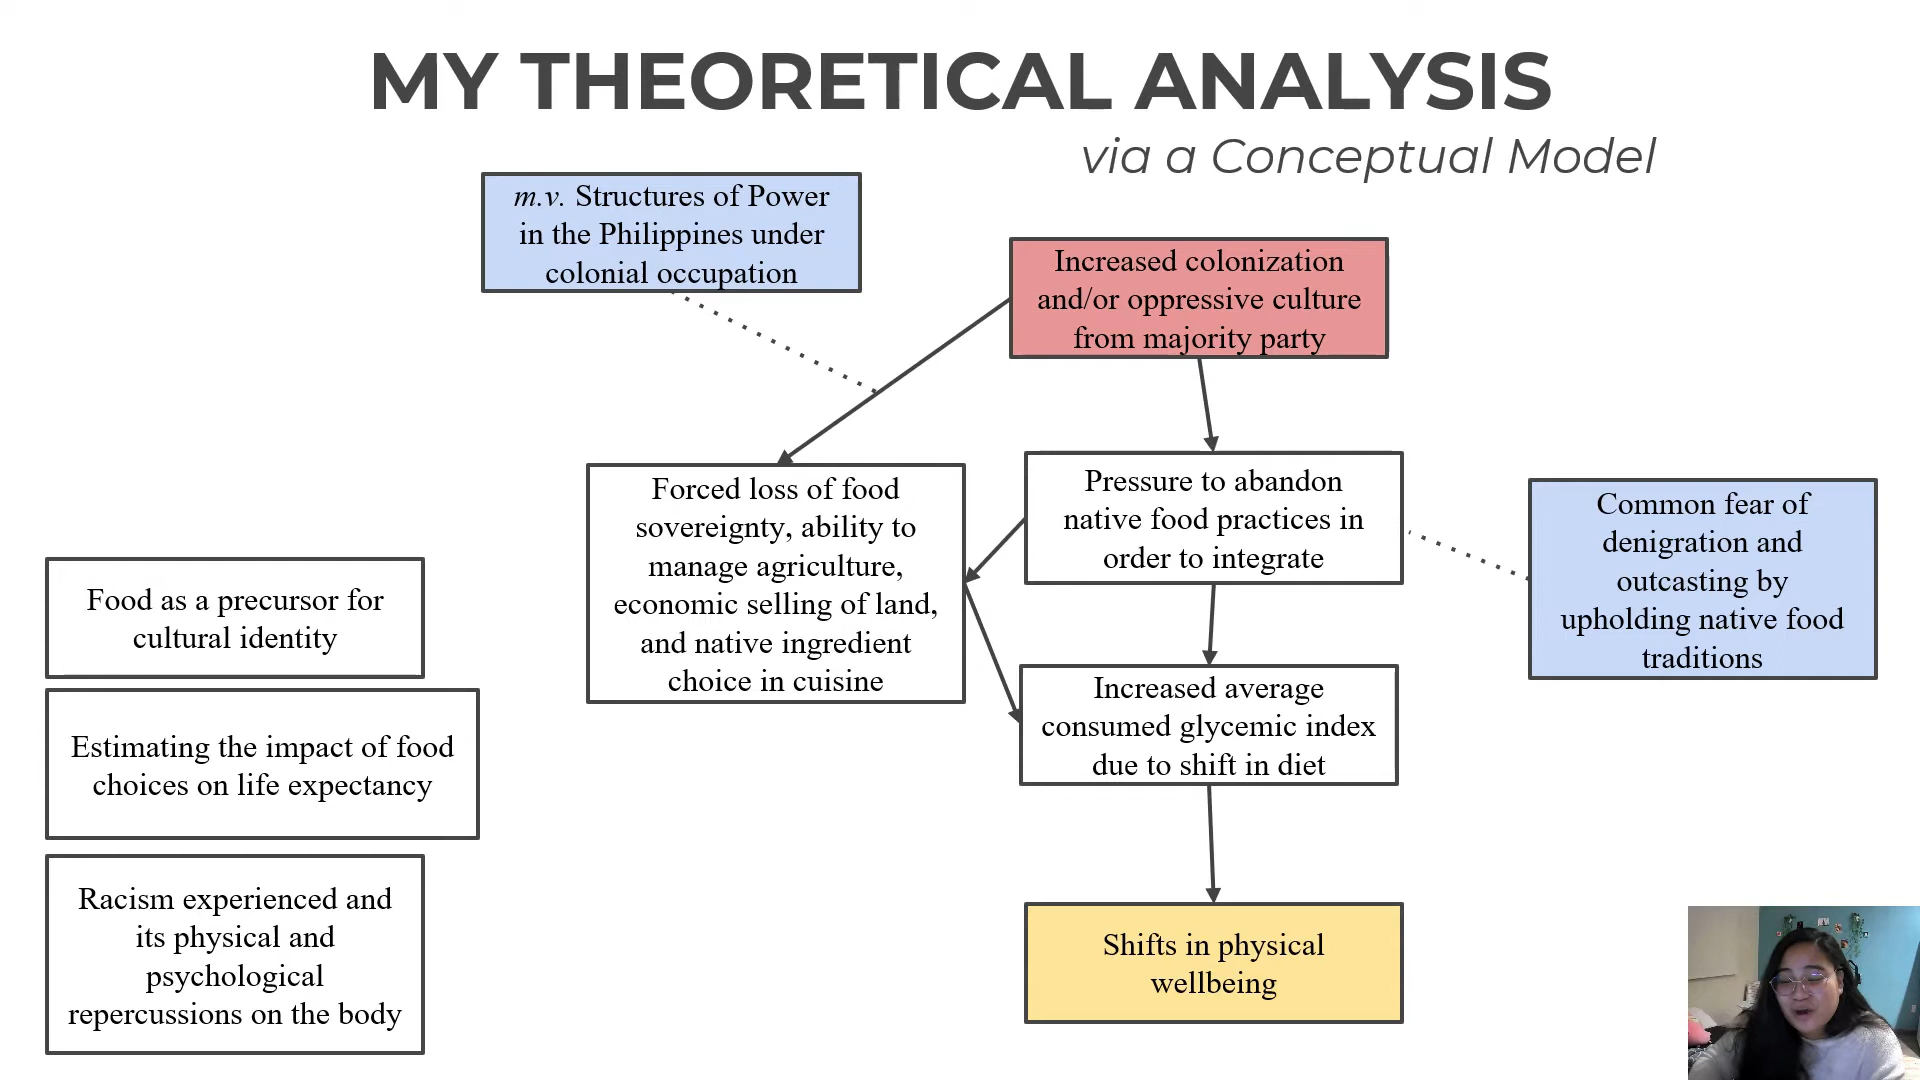 MY THEORETICAL ANALYSIS
via a Conceptual Model
m.v. Structures of Power
in the Philippines under
colonial occupation
Increased colonization
and/or oppressive culture
from majority party
Forced loss of food
sovereignty, ability to
manage agriculture,
economic selling of land,
and native ingredient
choice in cuisine
Pressure to abandon
native food practices in
order to integrate
Common fear of
denigration and
outcasting by
upholding native food
traditions
Food as a precursor for
cultural identity
Estimating the impact of food
choices on life expectancy
Racism experienced and
its physical and
psychological
repercussions on the body
Increased average
consumed glycemic index
due to shift in diet
Shifts in physical
wellbeing